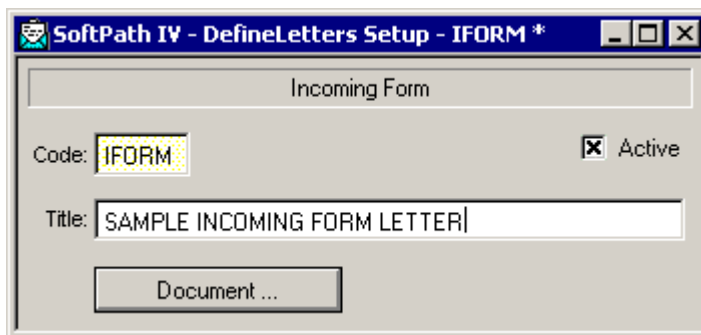 SoftPath IV - DefineLetters Setup - IFORM *
Incoming Form
Code: IFORM Active
Title: SAMPLE INCOMING FORM LETTER
Document ...